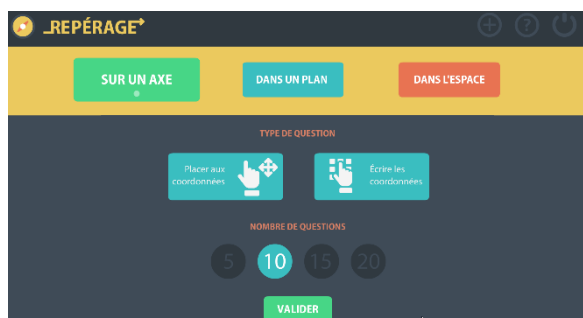 REPÉRAGE
SUR UN AXE
DANS UN PLAN
DANS L'ESPACE
TYPE DE QUESTION
Placer aux
coordonnées
Écrire les
coordonnées
NOMBRE DE QUESTIONS
5 10 15 20
VALIDER